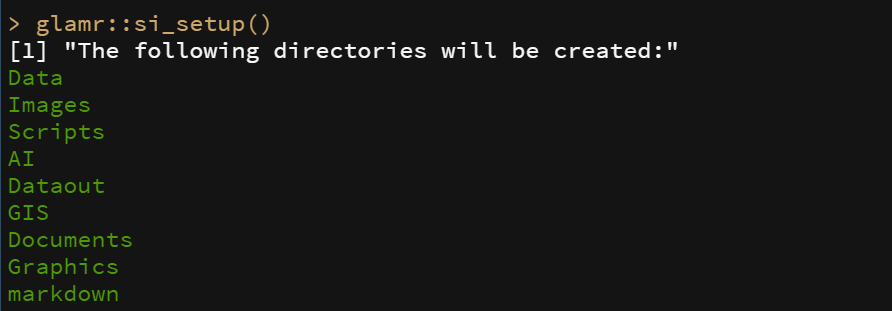 > glamr::si_setup()
[1] "The following directories will be created:"
Data
Images
Scripts
AI
Dataout
GIS
Documents
Graphics
markdown